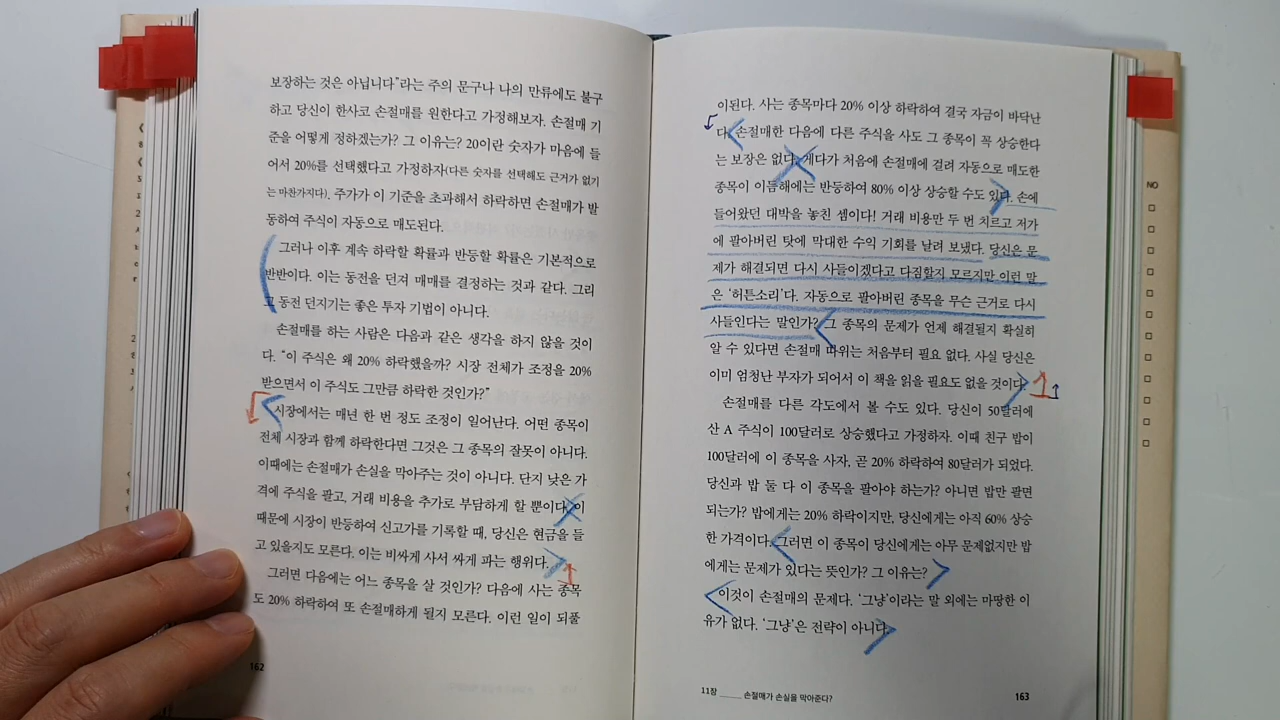 보장하는 것은 아닙니다"라는 주의 문구나 나의 만류에도 불구
하고 당신이 한사코 손절매를 원한다고 가정해보자. 손절매 기
준을 어떻게 정하겠는가? 그 이유는? 20이란 숫자가 마음에 들
어서 20%를 선택했다고 가정하자(다른 숫자를 선택해도 근거가 없기
는 마찬가지다). 주가가 이 기준을 초과해서 하락하면 손절매가 발
동하여 주식이 자동으로 매도된다.
그러나 이후 계속 하락할 확률과 반등할 확률은 기본적으로
반반이다. 이는 동전을 던져 매매를 결정하는 것과 같다. 그리
고 동전 던지기는 좋은 투자 기법이 아니다.
손절매를 하는 사람은 다음과 같은 생각을 하지 않을 것이
다. "이 주식은 왜 20% 하락했을까? 시장 전체가 조정을 20%
받으면서 이 주식도 그만큼 하락한 것인가?"
시장에서는 매년 한 번 정도 조정이 일어난다. 어떤 종목이
전체 시장과 함께 하락한다면 그것은 그 종목의 잘못이 아니다.
이때에는 손절매가 손실을 막아주는 것이 아니다. 단지 낮은 가
격에 주식을 팔고, 거래 비용을 추가로 부담하게 할 뿐이다. 이
때문에 시장이 반등하여 신고가를 기록할 때, 당신은 현금을 들
고 있을지도 모른다. 이는 비싸게 사서 싸게 파는 행위다.
그러면 다음에는 어느 종목을 살 것인가? 다음에 사는 종목
도 20% 하락하여 또 손절매하게 될지 모른다. 이런 일이 되풀
162
이된다. 사는 종목마다 20% 이상 하락하여 결국 자금이 바닥난
다. 손절매한 다음에 다른 주식을 사도 그 종목이 꼭 상승한다
는 보장은 없다. 게다가 처음에 손절매에 걸려 자동으로 매도한
종목이 이듬해에는 반등하여 80% 이상 상승할 수도 있다. 손에
들어왔던 대박을 놓친 셈이다! 거래 비용만 두 번 치르고 저가
에 팔아버린 탓에 막대한 수익 기회를 날려 보냈다. 당신은 문
제가 해결되면 다시 사들이겠다고 다짐할지 모르지만 이런 말
은 '허튼소리'다. 자동으로 팔아버린 종목을 무슨 근거로 다시
사들인다는 말인가? 그 종목의 문제가 언제 해결될지 확실히
알 수 있다면 손절매 따위는 처음부터 필요 없다. 사실 당신은
이미 엄청난 부자가 되어서 이 책을 읽을 필요도 없을 것이다.
손절매를 다른 각도에서 볼 수도 있다. 당신이 50달러에
산 A 주식이 100달러로 상승했다고 가정하자. 이때 친구 밥이
100달러에 이 종목을 사자, 곧 20% 하락하여 80달러가 되었다.
당신과 밥 둘 다 이 종목을 팔아야 하는가? 아니면 밥만 팔면
되는가? 밥에게는 20% 하락이지만, 당신에게는 아직 60% 상승
한 가격이다. 그러면 이 종목이 당신에게는 아무 문제없지만 밥
에게는 문제가 있다는 뜻인가? 그 이유는?
이것이 손절매의 문제다. '그냥'이라는 말 외에는 마땅한 이
유가 없다. '그냥'은 전략이 아니다.
11장 ____ 손절매가 손실을 막아준다?
163
NO